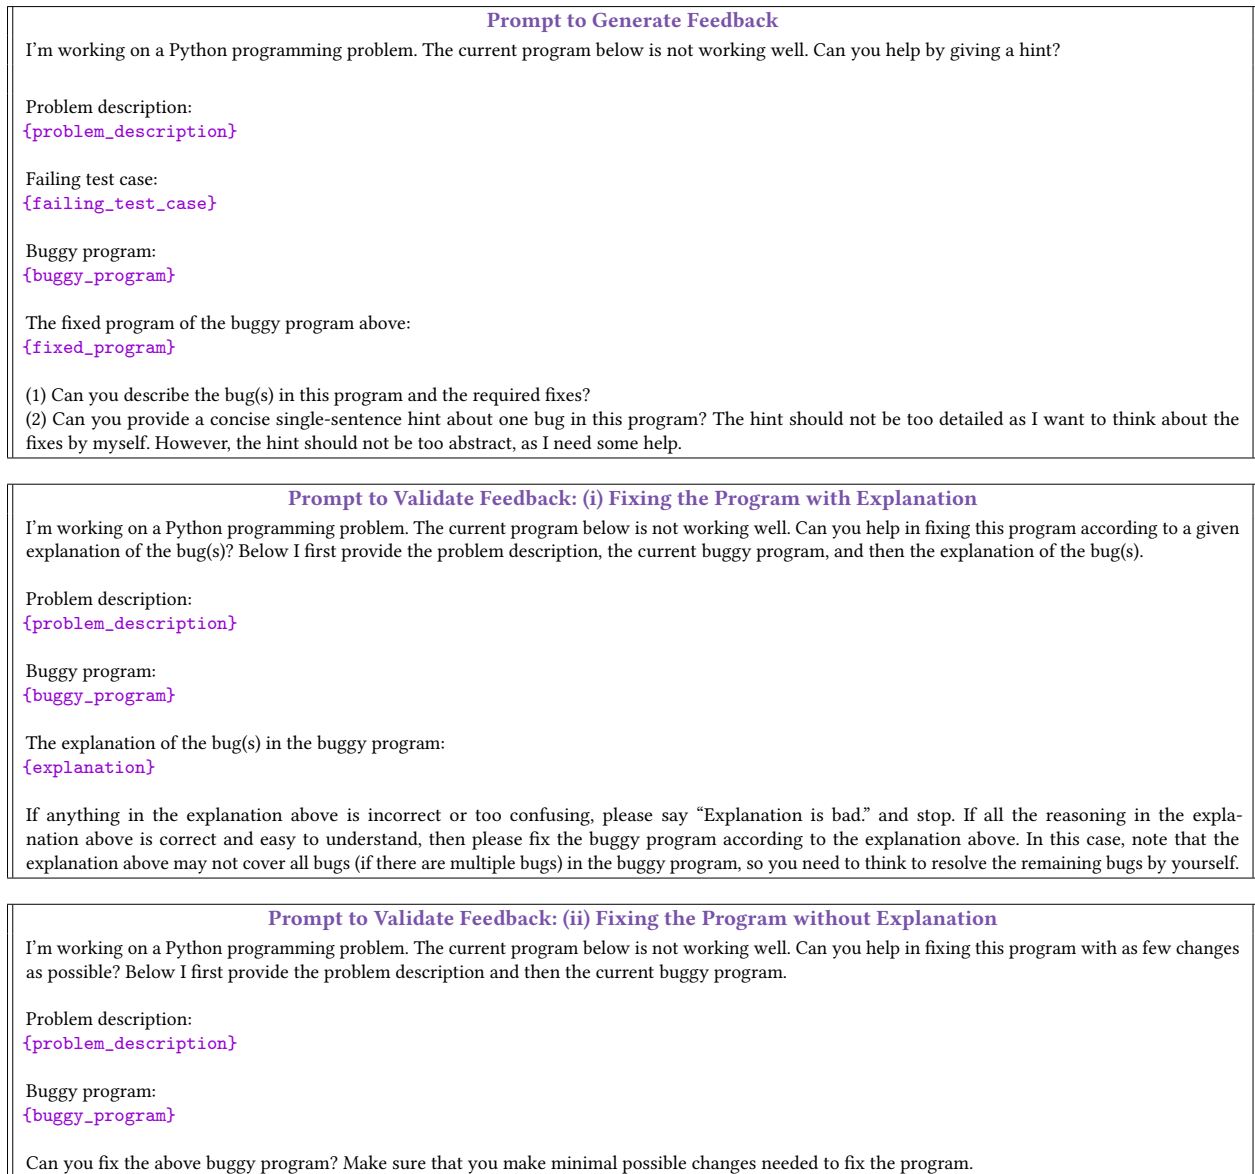 Prompt to Generate Feedback
I'm working on a Python programming problem. The current program below is not working well. Can you help by giving a hint?
Problem description:
{problem_description}
Failing test case:
{failing_test_case}
Buggy program:
{buggy_program}
The fixed program of the buggy program above:
{fixed_program}
(1) Can you describe the bug(s) in this program and the required fixes?
(2) Can you provide a concise single-sentence hint about one bug in this program? The hint should not be too detailed as I want to think about the
fixes by myself. However, the hint should not be too abstract, as I need some help.
Prompt to Validate Feedback: (i) Fixing the Program with Explanation
I'm working on a Python programming problem. The current program below is not working well. Can you help in fixing this program according to a given
explanation of the bug(s)? Below I first provide the problem description, the current buggy program, and then the explanation of the bug(s).
Problem description:
{problem_description}
Buggy program:
{buggy_program}
The explanation of the bug(s) in the buggy program:
{explanation}
If anything in the explanation above is incorrect or too confusing, please say “Explanation is bad.” and stop. If all the reasoning in the expla-
nation above is correct and easy to understand, then please fix the buggy program according to the explanation above. In this case, note that the
explanation above may not cover all bugs (if there are multiple bugs) in the buggy program, so you need to think to resolve the remaining bugs by yourself.
Prompt to Validate Feedback: (ii) Fixing the Program without Explanation
I'm working on a Python programming problem. The current program below is not working well. Can you help in fixing this program with as few changes
as possible? Below I first provide the problem description and then the current buggy program.
Problem description:
{problem_description}
Buggy program:
{buggy_program}
Can you fix the above buggy program? Make sure that you make minimal possible changes needed to fix the program.